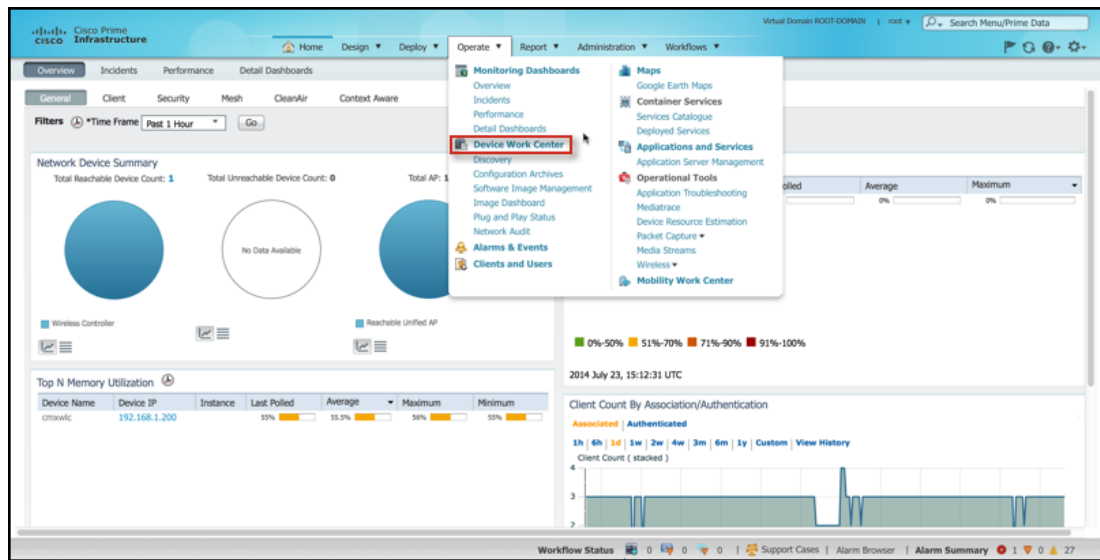 Virtual Domain ROOT-DOMAIN | root ▾ Search Menu/Prime Data
Cisco Prime
CISCO Infrastructure
Home Design ▼ Deploy ▼ Operate ▼ Report ▼ Administration ▼ Workflows ▼
Overview Incidents Performance Detail Dashboards
General Client Security Mesh CleanAir Context Aware
Filters *Time Frame Past 1 Hour Go
Monitoring Dashboards
Overview
Incidents
Performance
Detail Dashboards
Device Work Center
Discovery
Configuration Archives
Software Image Management
Image Dashboard
Plug and Play Status
Network Audit
Alarms & Events
Clients and Users
Maps
Google Earth Maps
Container Services
Services Catalogue
Deployed Services
Applications and Services
Application Server Management
Operational Tools
Application Troubleshooting
Mediatrace
Device Resource Estimation
Packet Capture ▾
Media Streams
Wireless ▾
Mobility Work Center
Network Device Summary
Total Reachable Device Count: 1 Total Unreachable Device Count: 0 Total AP: 1
No Data Available
Wireless Controller Reachable Unified AP
olled Average Maximum
0% 0%
0%-50% 51%-70% 71%-90% 91%-100%
2014 July 23, 15:12:31 UTC
Top N Memory Utilization
Device Name Device IP Instance Last Polled Average Maximum Minimum
cmxwlc 192.168.1.200 55% 55.5% 56% 55%
Client Count By Association/Authentication
Associated | Authenticated
1h | 6h | 1d | 1w | 2w | 4w | 3m | 6m | 1y | Custom | View History
Client Count ( stacked )
4
3
2
Workflow Status 0 0 0 | Support Cases | Alarm Browser | Alarm Summary 1 0 27